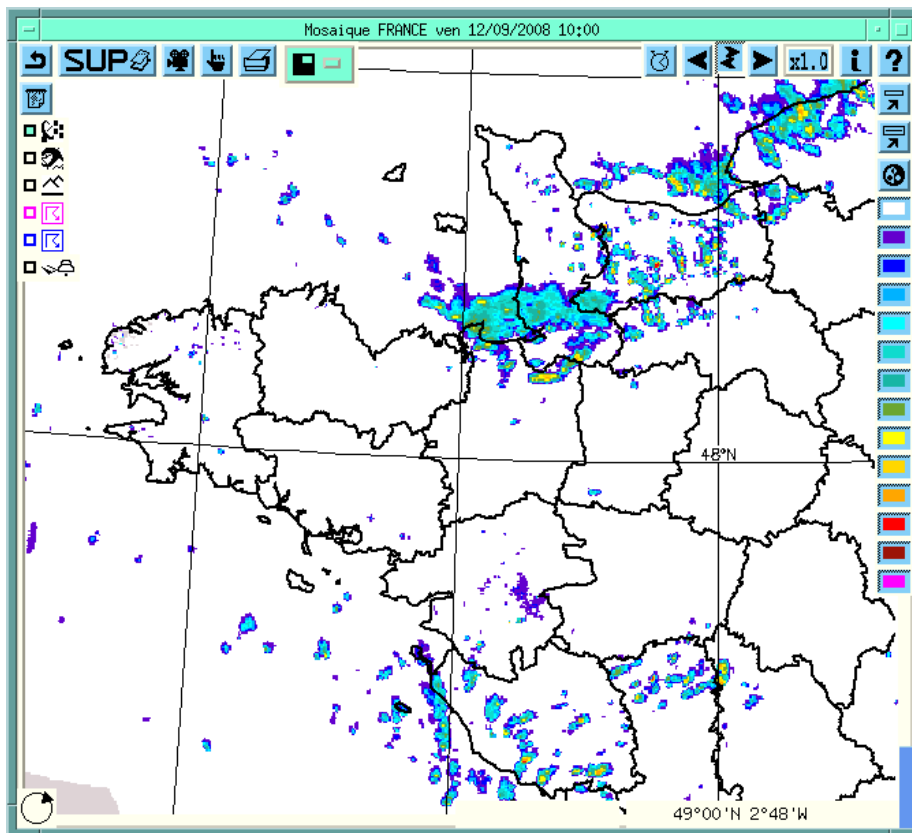 Mosaique FRANCE ven 12/09/2008 10:00
SUP
x1.0
i
?
48°N
49°00'N 2°48'W